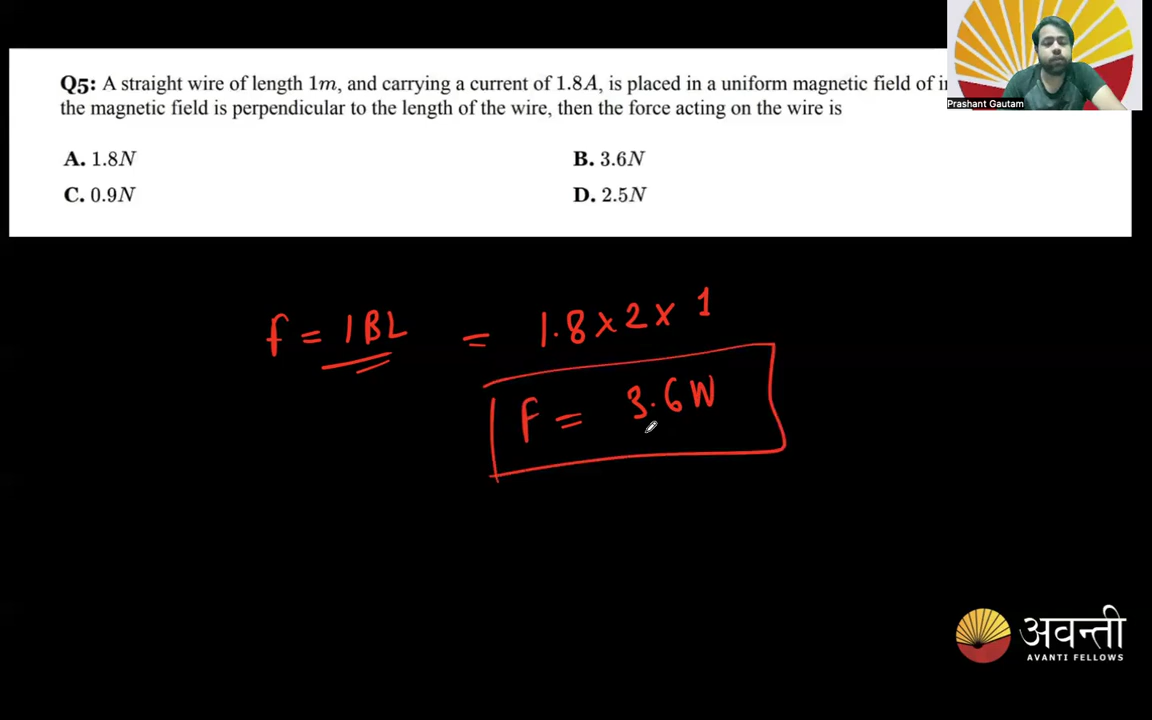 Prashant Gautam
Q5: A straight wire of length 1m, and carrying a current of 1.8A, is placed in a uniform magnetic field of
the magnetic field is perpendicular to the length of the wire, then the force acting on the wire is
A. 1.8N
B. 3.6N
C. 0.9N
D. 2.5N
f = IBL = 1.8 × 2 × 1
F = 3.6 N
अवन्ती
AVANTI FELLOWS